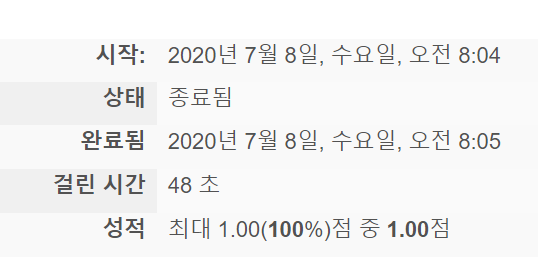 시작: 2020년 7월 8일, 수요일, 오전 8:04
상태 종료됨
완료됨 2020년 7월 8일, 수요일, 오전 8:05
걸린 시간 48 초
성적 최대 1.00(100%)점 중 1.00점